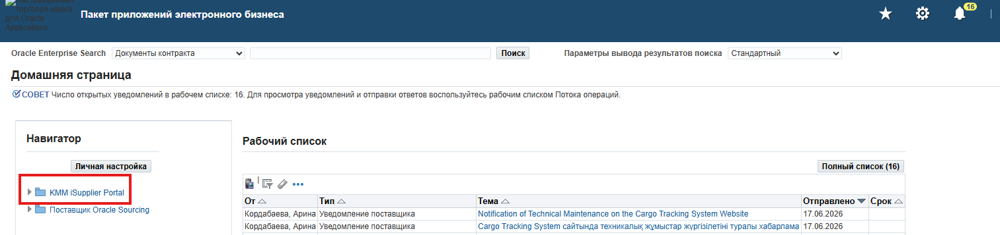 Настраиваемая
торговая марка
для Oracle
Applications
Пакет приложений электронного бизнеса
16
Oracle Enterprise Search Документы контракта Поиск Параметры вывода результатов поиска Стандартный
Домашняя страница
СОВЕТ Число открытых уведомлений в рабочем списке: 16. Для просмотра уведомлений и отправки ответов воспользуйтесь рабочим списком Потока операций.
Навигатор
Личная настройка
KMM iSupplier Portal
Поставщик Oracle Sourcing
Рабочий список
Полный список (16)
От Тип Тема Отправлено Срок
Кордабаева, Арина Уведомление поставщика Notification of Technical Maintenance on the Cargo Tracking System Website 17.06.2026
Кордабаева, Арина Уведомление поставщика Cargo Tracking System сайтында техникалық жұмыстар жүргізілетіні туралы хабарлама 17.06.2026